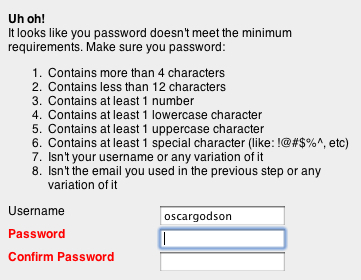 Uh oh!
It looks like you password doesn't meet the minimum
requirements. Make sure you password:
1. Contains more than 4 characters
2. Contains less than 12 characters
3. Contains at least 1 number
4. Contains at least 1 lowercase character
5. Contains at least 1 uppercase character
6. Contains at least 1 special character (like: !@#$%^, etc)
7. Isn't your username or any variation of it
8. Isn't the email you used in the previous step or any
variation of it
Username oscargodson
Password
Confirm Password